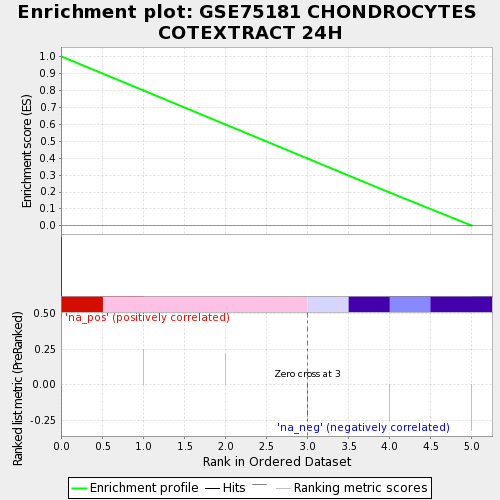 Enrichment plot: GSE75181 CHONDROCYTES
COTEXTRACT 24H
Enrichment score (ES)
1.0
0.9
0.8
0.7
0.6
0.5
0.4
0.3
0.2
0.1
0.0
Ranked list metric (PreRanked)
0.50
0.25
0.00
-0.25
'na_pos' (positively correlated)
Zero cross at 3
'na_neg' (negatively correlated)
0.0 0.5 1.0 1.5 2.0 2.5 3.0 3.5 4.0 4.5 5.0
Rank in Ordered Dataset
Enrichment profile Hits Ranking metric scores